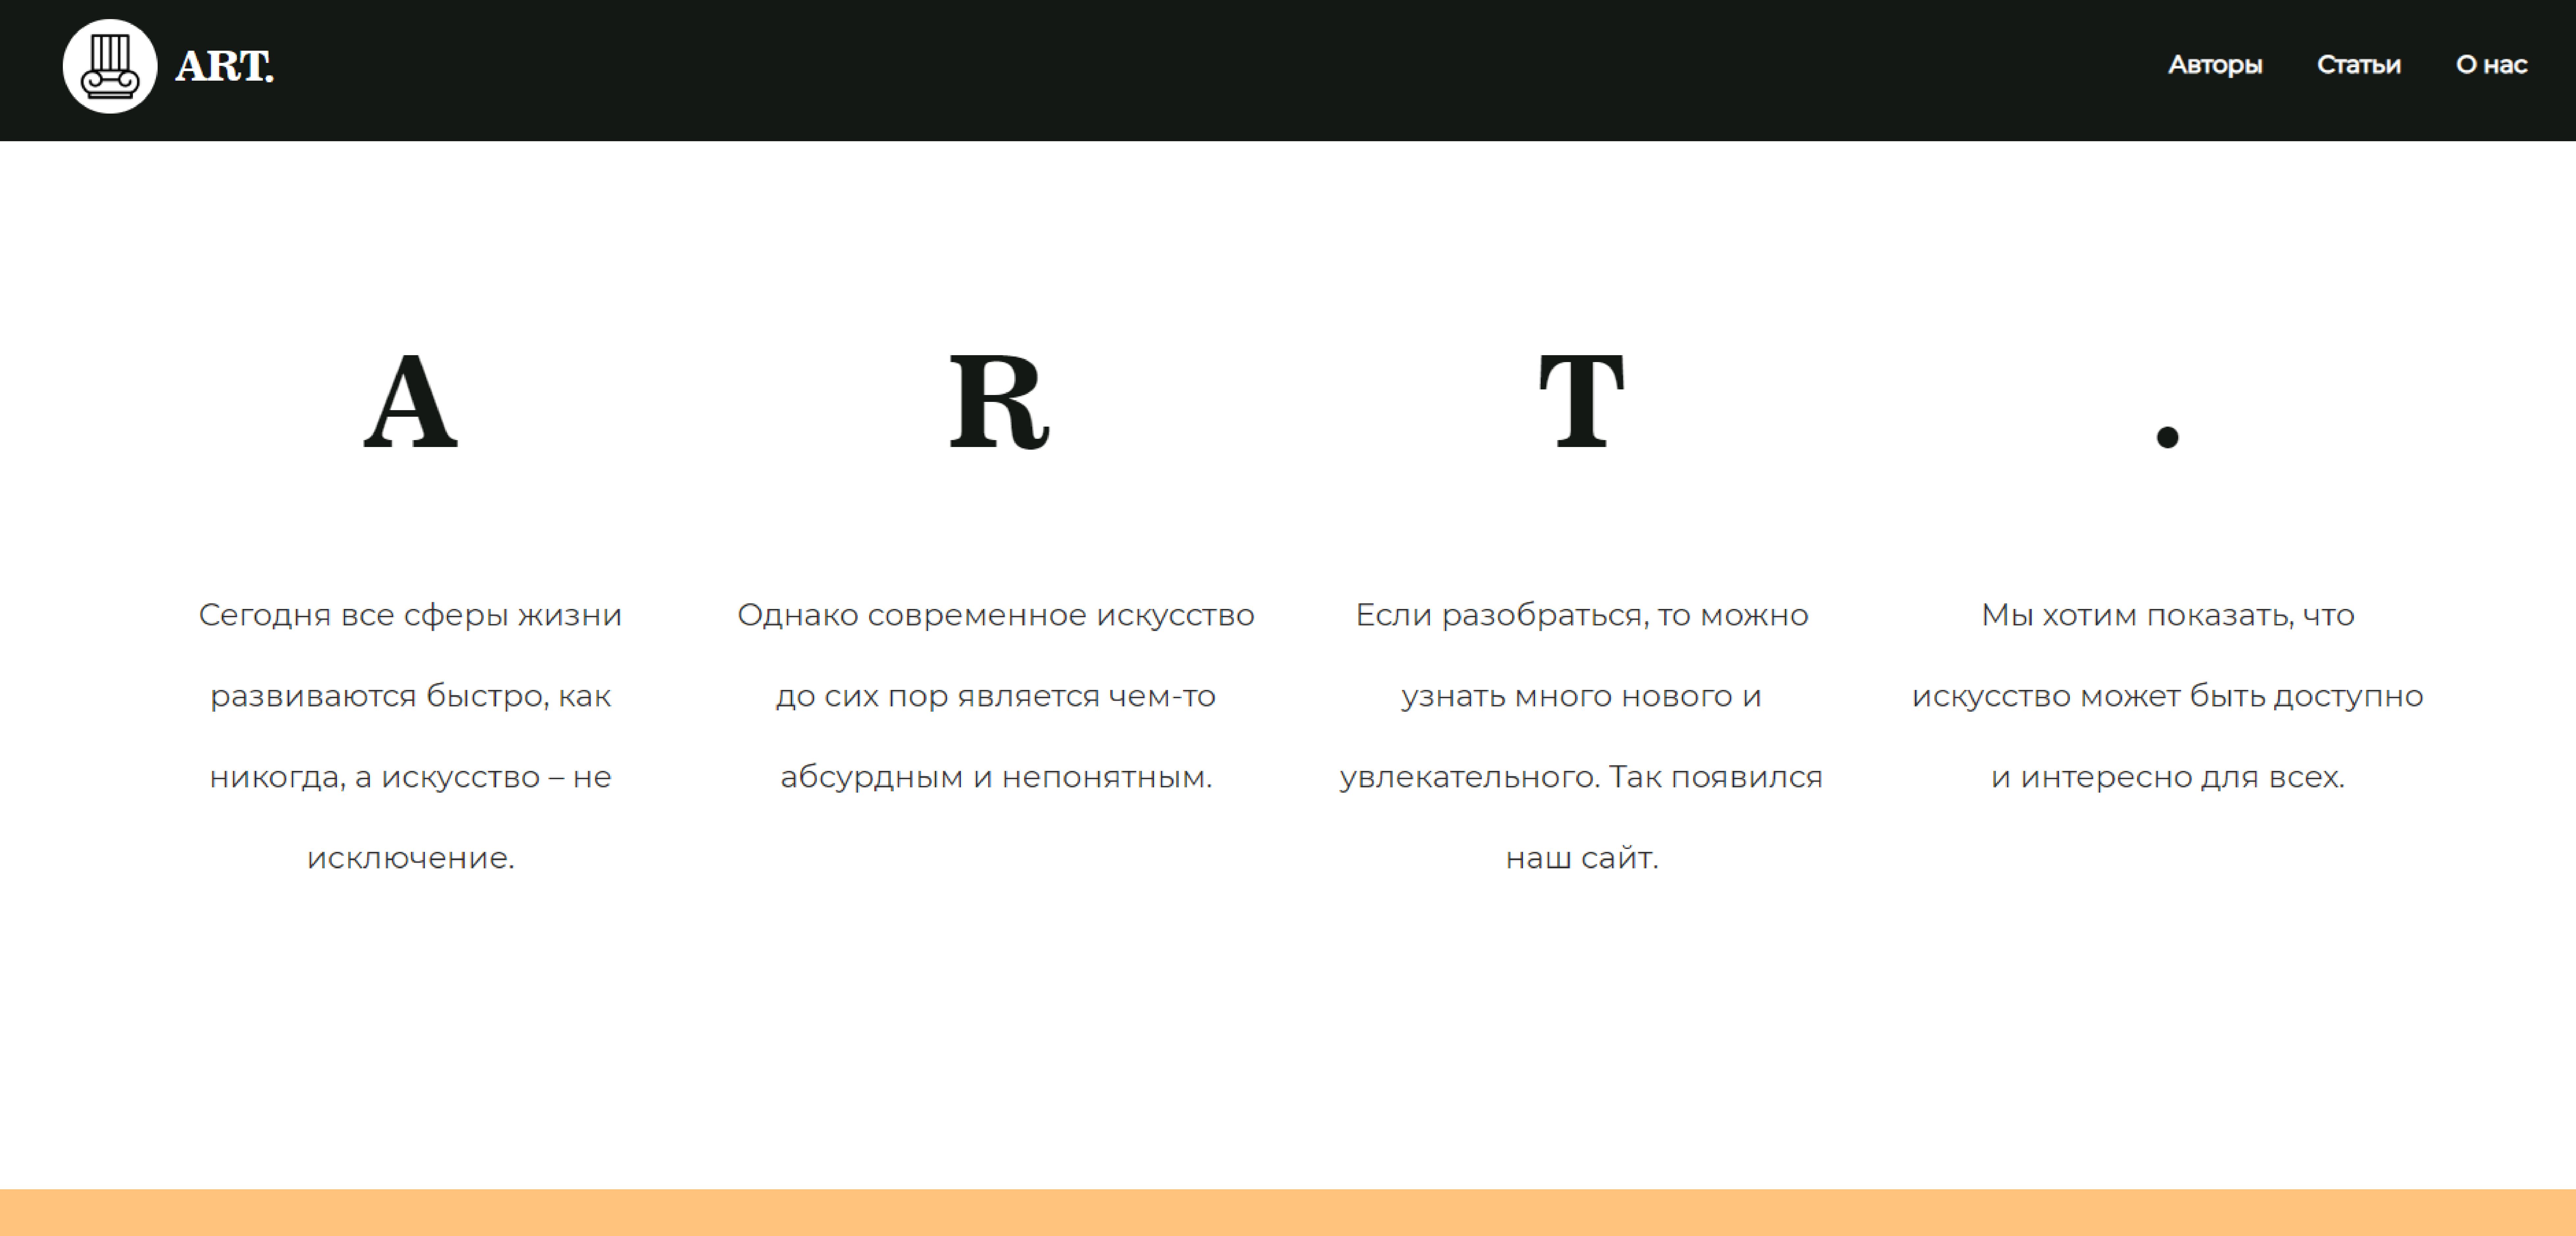 ART.
Авторы
Статьи
О нас
A
Сегодня все сферы жизни
развиваются быстро, как
никогда, а искусство – не
исключение.
R
Однако современное искусство
до сих пор является чем-то
абсурдным и непонятным.
T
Если разобраться, то можно
узнать много нового и
увлекательного. Так появился
наш сайт.
.
Мы хотим показать, что
искусство может быть доступно
и интересно для всех.